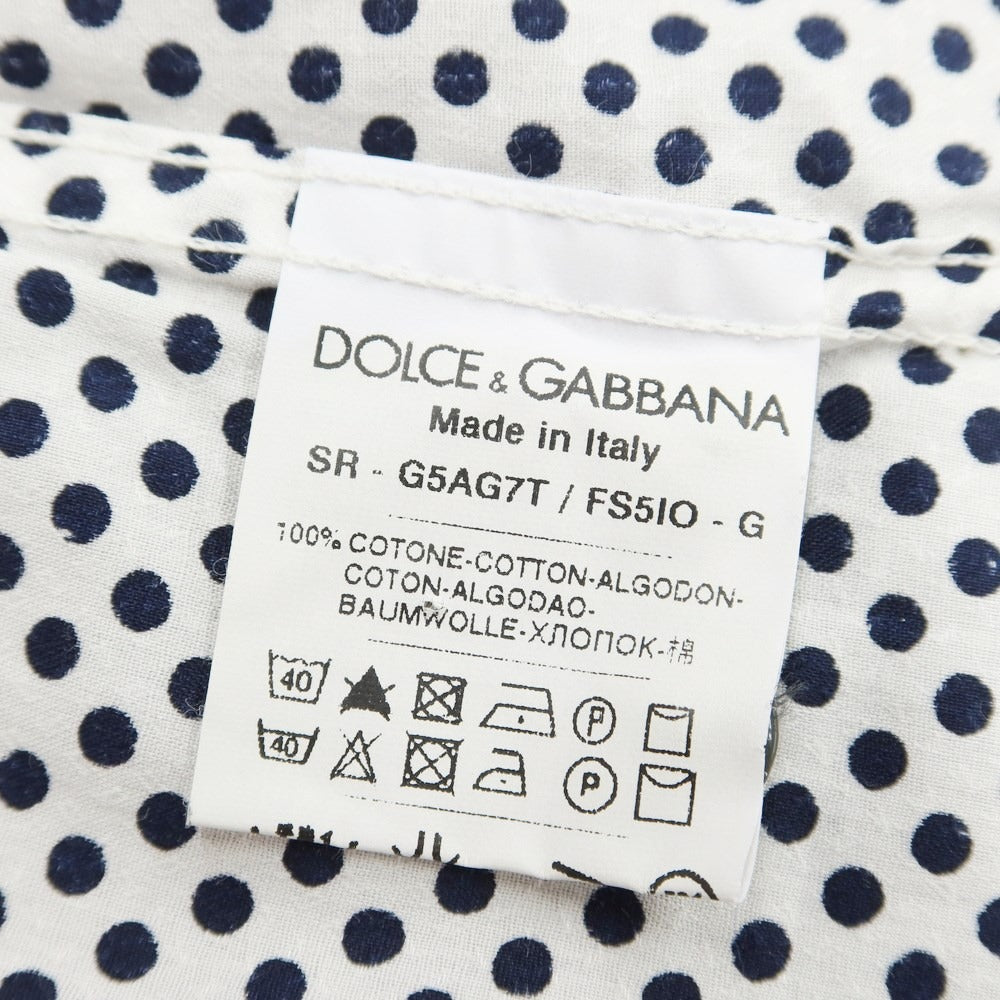 DOLCE & GABBANA
Made in Italy
SR - G5AG7T / FS5IO - G
100% COTONE-COTTON-ALGODON-
COTON-ALGODAO-
BAUMWOLLE-ХЛОПОК-棉
40 P
40 P